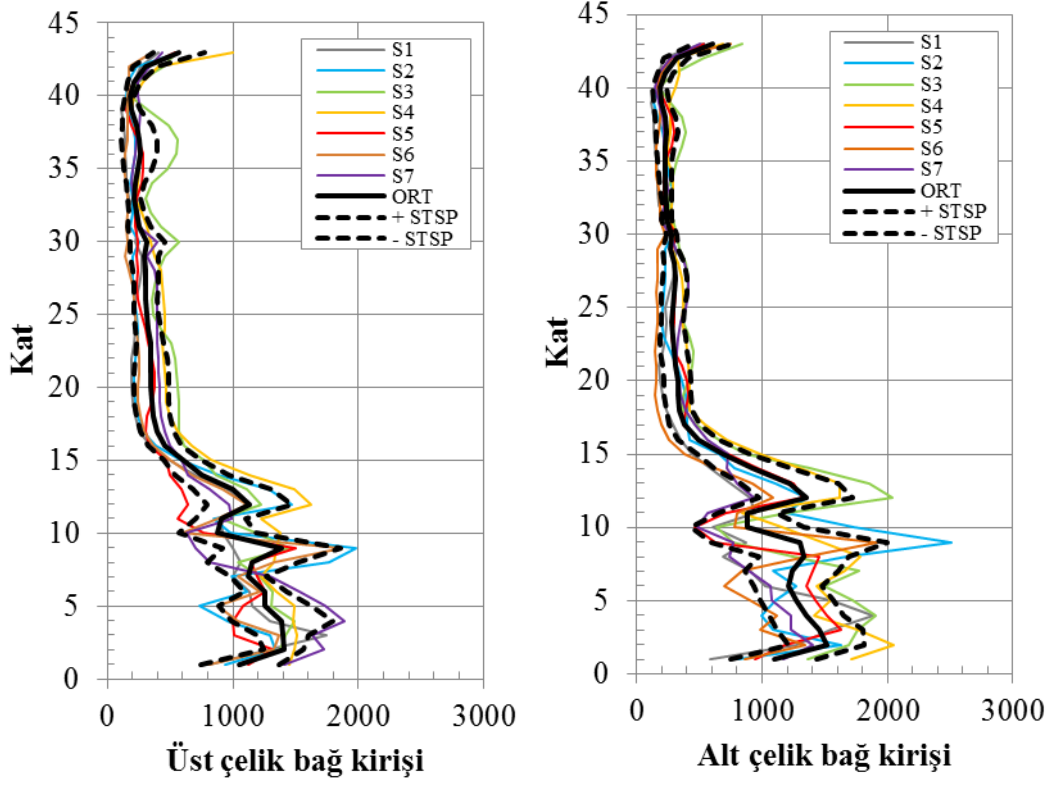 45
40
35
30
25
20
15
10
5
0
Kat
S1
S2
S3
S4
S5
S6
S7
ORT
+ STSP
- STSP
0
1000
2000
3000
Üst çelik bağ kirişi
45
40
35
30
25
20
15
10
5
0
Kat
S1
S2
S3
S4
S5
S6
S7
ORT
+ STSP
- STSP
0
1000
2000
3000
Alt çelik bağ kirişi